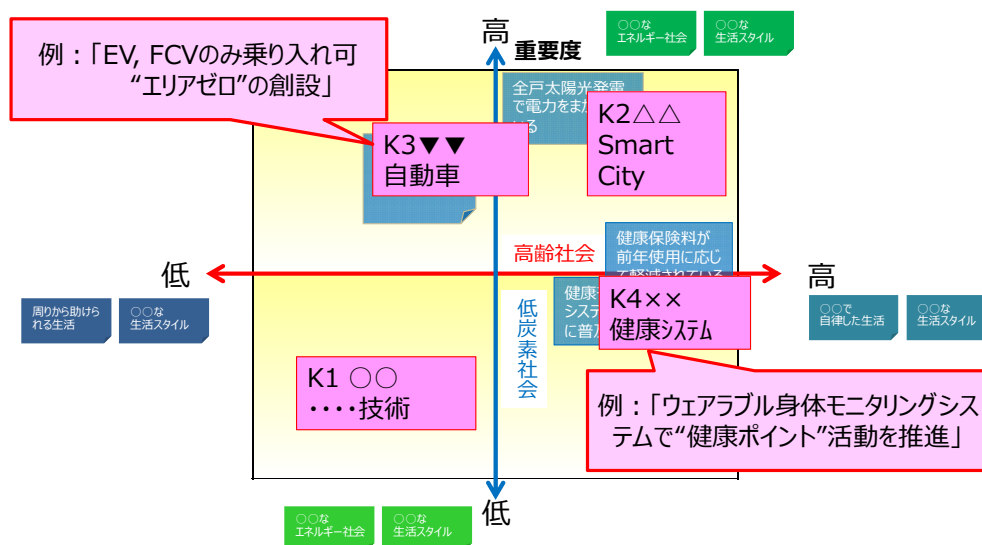 高
重要度
○○な
エネルギー社会
○○な
生活スタイル
例：「EV, FCVのみ乗り入れ可
“エリアゼロ”の創設」
全戸太陽光発電
で電力をまか
る
K2△△
Smart
City
K3▼▼
自動車
高齢社会
健康保険料が
前年使用に応じ
て軽減されている
低
高
周りから助けら
れる生活
○○な
生活スタイル
健康
システ
に普
K4××
健康システム
○○で
自律した生活
○○な
生活スタイル
低炭素社会
K1 ○○
・・・・技術
例：「ウェアラブル身体モニタリングシス
テムで“健康ポイント”活動を推進」
低
○○な
エネルギー社会
○○な
生活スタイル